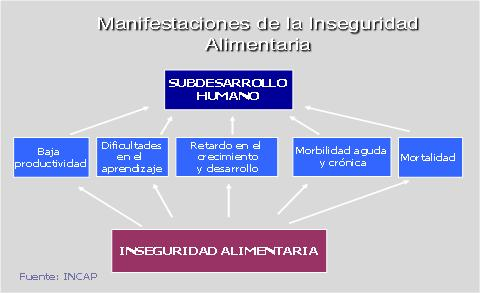 Manifestaciones de la Inseguridad
Alimentaria
SUBDESARROLLO
HUMANO
Baja
productividad
Dificultades
en el
aprendizaje
Retardo en el
crecimiento
y desarrollo
Morbilidad aguda
y crónica
Mortalidad
INSEGURIDAD ALIMENTARIA
Fuente: INCAP